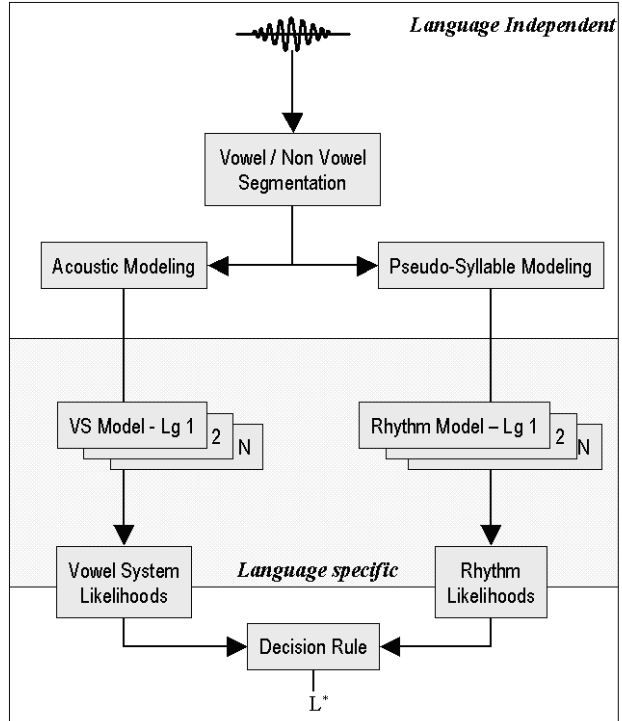 Language Independent
Vowel / Non Vowel
Segmentation
Acoustic Modeling
Pseudo-Syllable Modeling
VS Model - Lg 1
2
N
Rhythm Model – Lg 1
2
N
Vowel System
Likelihoods
Language specific
Rhythm
Likelihoods
Decision Rule
L*